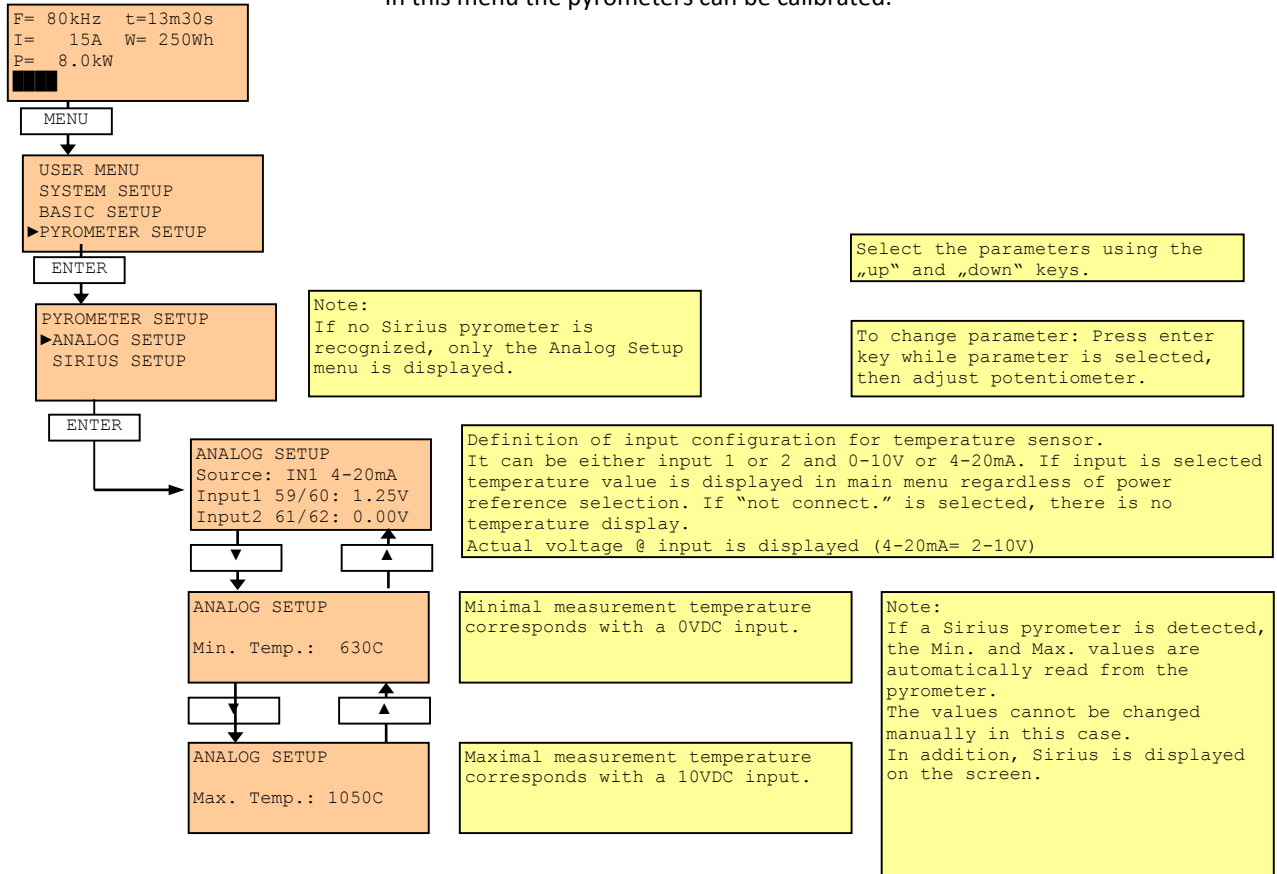 In this menu the pyrometers can be calibrated.
F= 80kHz t=13m30s
I= 15A W= 250Wh
P= 8.0kW
MENU
USER MENU
SYSTEM SETUP
BASIC SETUP
►PYROMETER SETUP
ENTER
PYROMETER SETUP
►ANALOG SETUP
SIRIUS SETUP
Note:
If no Sirius pyrometer is
recognized, only the Analog Setup
menu is displayed.
Select the parameters using the
„up“ and „down“ keys.
To change parameter: Press enter
key while parameter is selected,
then adjust potentiometer.
ENTER
ANALOG SETUP
Source: IN1 4-20mA
Input1 59/60: 1.25V
Input2 61/62: 0.00V
Definition of input configuration for temperature sensor.
It can be either input 1 or 2 and 0-10V or 4-20mA. If input is selected
temperature value is displayed in main menu regardless of power
reference selection. If “not connect.” is selected, there is no
temperature display.
Actual voltage @ input is displayed (4-20mA= 2-10V)
▼ ▲
ANALOG SETUP
Min. Temp.: 630C
Minimal measurement temperature
corresponds with a 0VDC input.
Note:
If a Sirius pyrometer is detected,
the Min. and Max. values are
automatically read from the
pyrometer.
The values cannot be changed
manually in this case.
In addition, Sirius is displayed
on the screen.
▼ ▲
ANALOG SETUP
Max. Temp.: 1050C
Maximal measurement temperature
corresponds with a 10VDC input.